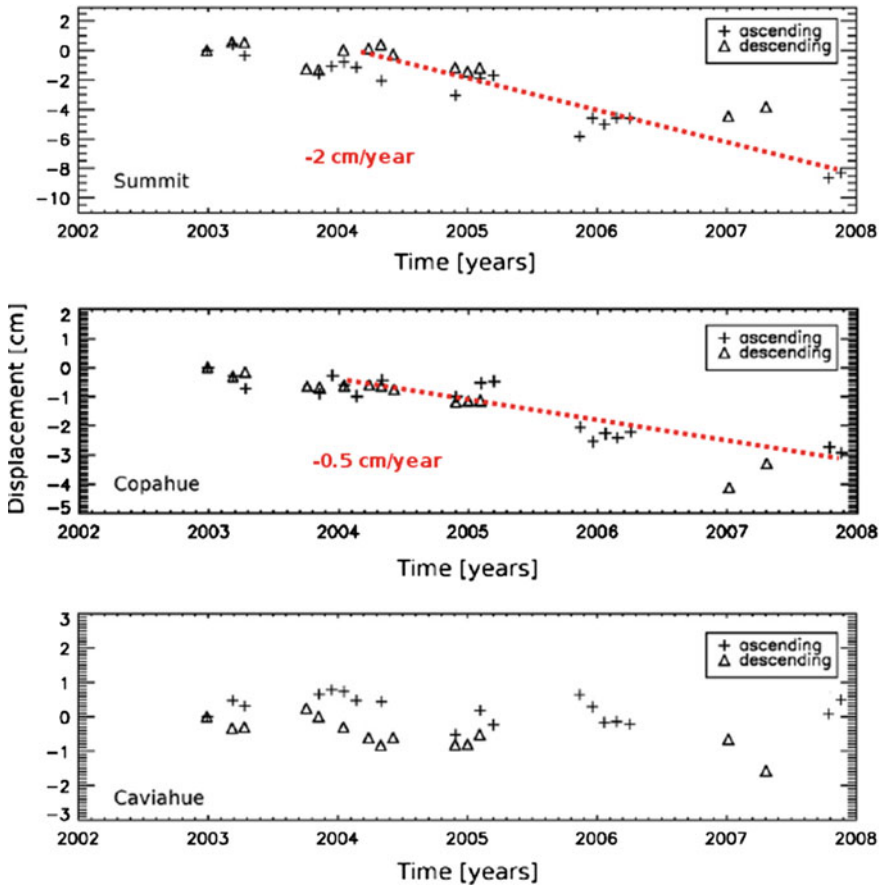 2
0
-2
-4
-6
-8
-10
+ ascending
△ descending
-2 cm/year
Summit
2002 2003 2004 2005 2006 2007 2008
Time [years]
Displacement [cm]
2
1
0
-1
-2
-3
-4
-5
+ ascending
△ descending
-0.5 cm/year
Copahue
2002 2003 2004 2005 2006 2007 2008
Time [years]
3
2
1
0
-1
-2
-3
+ ascending
△ descending
Caviahue
2002 2003 2004 2005 2006 2007 2008
Time [years]